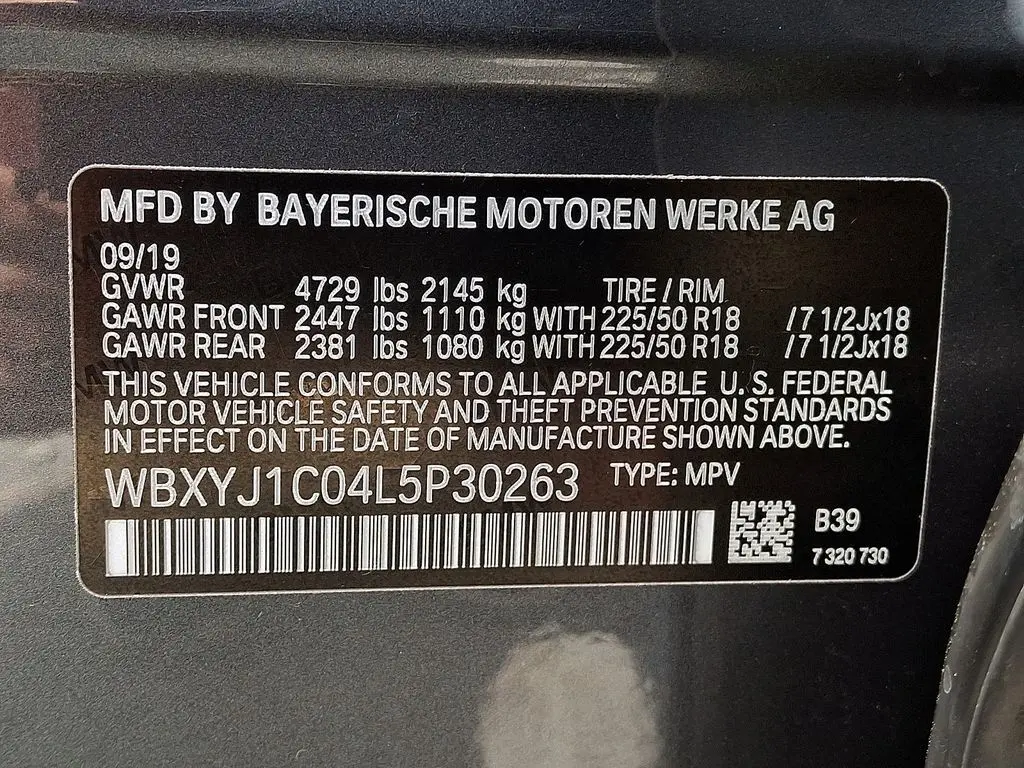 MFD BY BAYERISCHE MOTOREN WERKE AG
09/19
GVWR 4729 lbs 2145 kg TIRE / RIM
GAWR FRONT 2447 lbs 1110 kg WITH 225/50 R18 /7 1/2Jx18
GAWR REAR 2381 lbs 1080 kg WITH 225/50 R18 /7 1/2Jx18
THIS VEHICLE CONFORMS TO ALL APPLICABLE U. S. FEDERAL
MOTOR VEHICLE SAFETY AND THEFT PREVENTION STANDARDS
IN EFFECT ON THE DATE OF MANUFACTURE SHOWN ABOVE.
WBXYJ1C04L5P30263 TYPE: MPV
B39
7 320 730